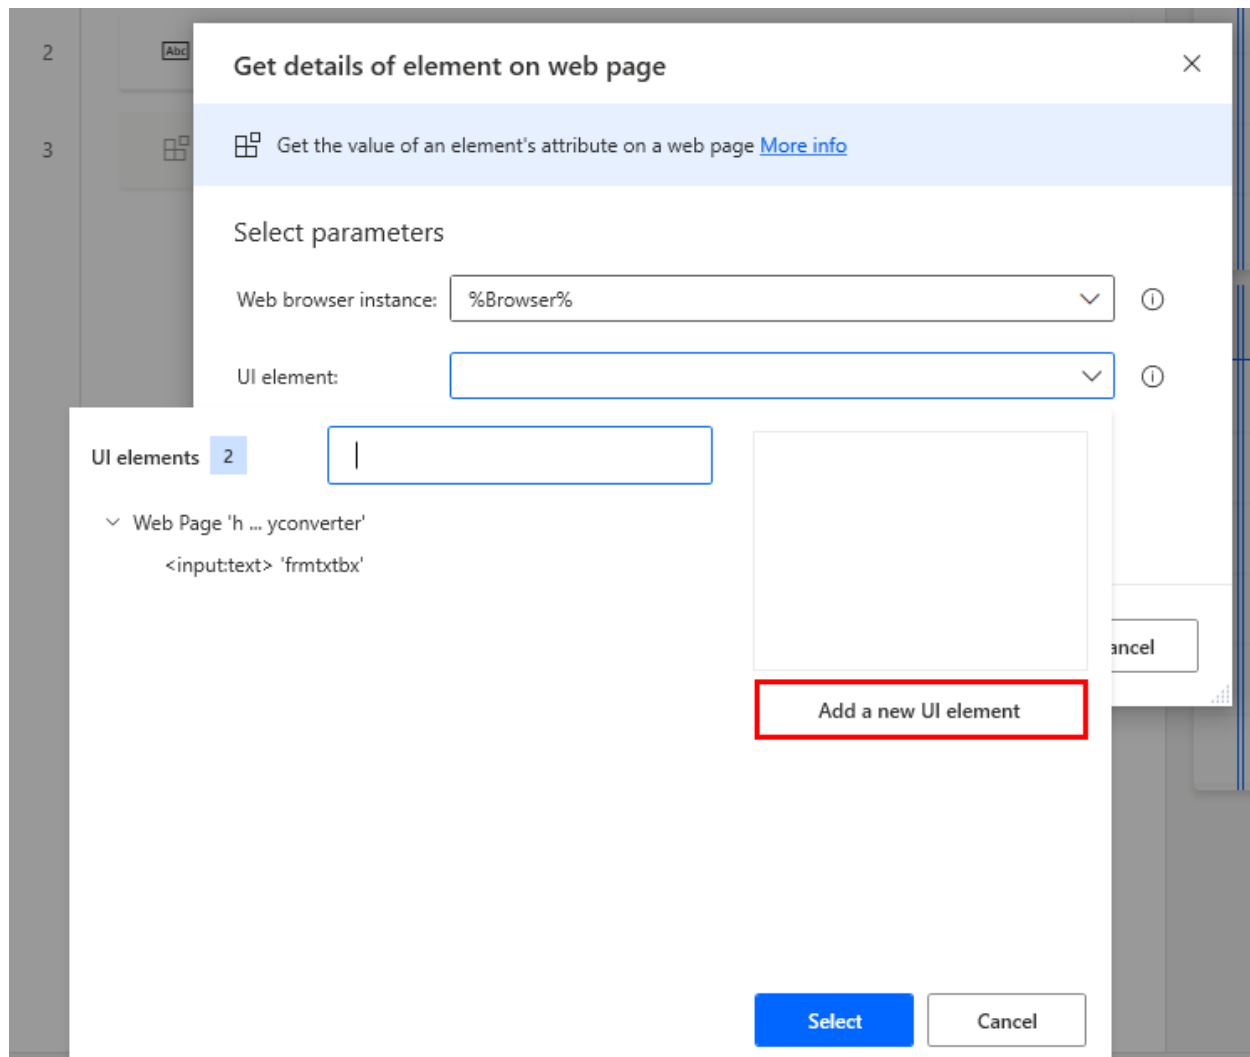 2
Abc
Get details of element on web page
3
Get the value of an element's attribute on a web page More info
Select parameters
Web browser instance: %Browser%
UI element:
UI elements 2
Web Page 'h ... yconverter'
<input:text> 'frmtxtbx'
ancel
Add a new UI element
Select Cancel